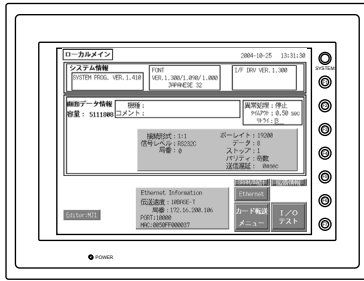 ローカルメイン 2004-10-25 13:31:30
SYSTEM
システム情報
SYSTEM PROG. VER.1.410
FONT
VER.1.300/1.090/1.000
JAPANESE 32
I/F DRV VER.1.300
画面データ情報
容量: 5111808
機種:
コメント:
異常処理:停止
タイムアウト:0.50 sec
リトライ:
接続形式:1:1
信号レベル:RS232C
局番:0
ボーレイト:19200
データ:8
ストップ:1
パリティ:奇数
送信遅延: 0msec
Ethernet Information
伝送速度:10BASE-T
局番:172.16.200.106
PORT:10000
MAC:0050FF000037
Ethernet
Editor:MJ1
カード転送
メニュー
I/O
テスト
POWER